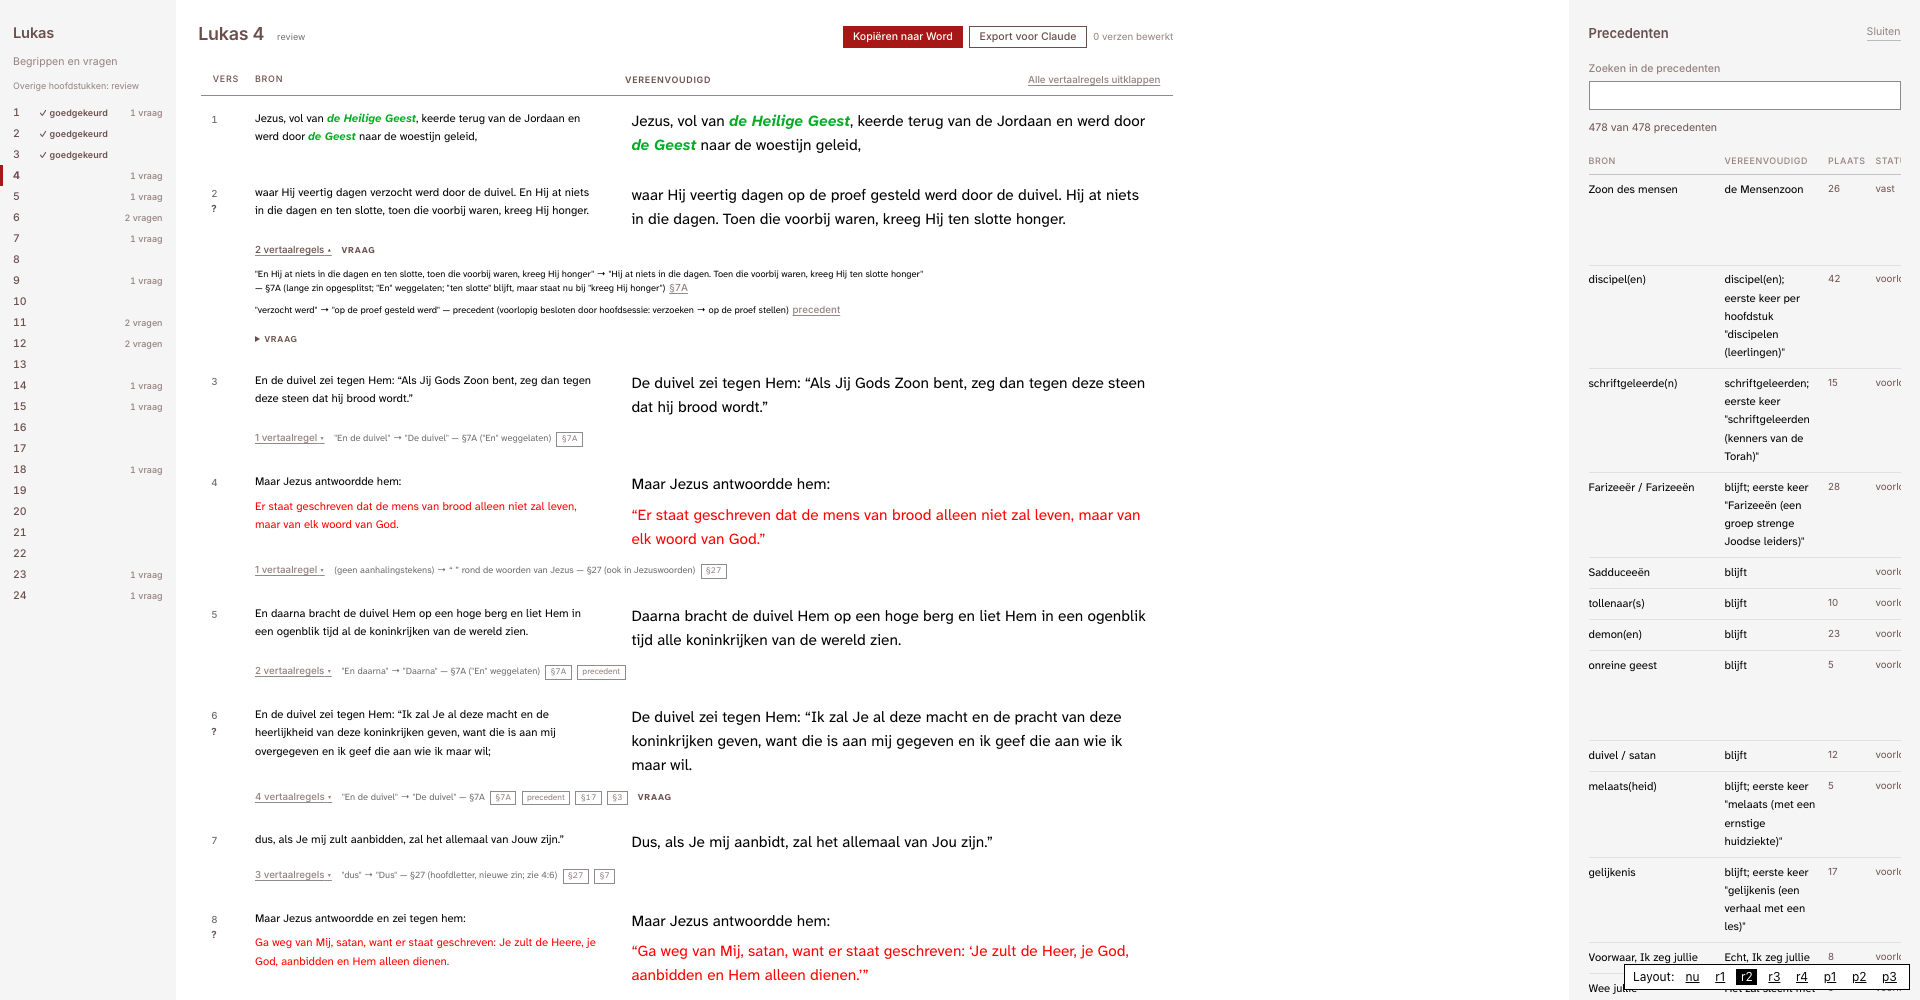 Lukas
Begrippen en vragen
Overige hoofdstukken: review
1 ✓ goedgekeurd 1 vraag
2 ✓ goedgekeurd
3 ✓ goedgekeurd
4 1 vraag
5 1 vraag
6 2 vragen
7 1 vraag
8
9 1 vraag
10
11 2 vragen
12 2 vragen
13
14 1 vraag
15 1 vraag
16
17
18 1 vraag
19
20
21
22
23 1 vraag
24 1 vraag
Lukas 4 review
Kopiëren naar Word Export voor Claude 0 verzen bewerkt
VERS BRON VEREENVOUDIGD Alle vertaalregels uitklappen
1
Jezus, vol van de Heilige Geest, keerde terug van de Jordaan en
werd door de Geest naar de woestijn geleid,
Jezus, vol van de Heilige Geest, keerde terug van de Jordaan en werd door
de Geest naar de woestijn geleid,
2
?
waar Hij veertig dagen verzocht werd door de duivel. En Hij at niets
in die dagen en ten slotte, toen die voorbij waren, kreeg Hij honger.
waar Hij veertig dagen op de proef gesteld werd door de duivel. Hij at niets
in die dagen. Toen die voorbij waren, kreeg Hij ten slotte honger.
2 vertaalregels ▴ VRAAG
"En Hij at niets in die dagen en ten slotte, toen die voorbij waren, kreeg Hij honger" → "Hij at niets in die dagen. Toen die voorbij waren, kreeg Hij ten slotte honger"
— §7A (lange zin opgesplitst; "En" weggelaten; "ten slotte" blijft, maar staat nu bij "kreeg Hij honger") §7A
"verzocht werd" → "op de proef gesteld werd" — precedent (voorlopig besloten door hoofdsessie: verzoeken → op de proef stellen) precedent
▶ VRAAG
3
En de duivel zei tegen Hem: “Als Jij Gods Zoon bent, zeg dan tegen
deze steen dat hij brood wordt.”
De duivel zei tegen Hem: “Als Jij Gods Zoon bent, zeg dan tegen deze steen
dat hij brood wordt.”
1 vertaalregel ▾ "En de duivel" → "De duivel" — §7A ("En" weggelaten) §7A
4
Maar Jezus antwoordde hem:
Er staat geschreven dat de mens van brood alleen niet zal leven,
maar van elk woord van God.
Maar Jezus antwoordde hem:
“Er staat geschreven dat de mens van brood alleen niet zal leven, maar van
elk woord van God.”
1 vertaalregel ▾ (geen aanhalingstekens) → “ ” rond de woorden van Jezus — §27 (ook in Jezuswoorden) §27
5
En daarna bracht de duivel Hem op een hoge berg en liet Hem in
een ogenblik tijd al de koninkrijken van de wereld zien.
Daarna bracht de duivel Hem op een hoge berg en liet Hem in een ogenblik
tijd alle koninkrijken van de wereld zien.
2 vertaalregels ▾ "En daarna" → "Daarna" — §7A ("En" weggelaten) §7A precedent
6
?
En de duivel zei tegen Hem: “Ik zal Je al deze macht en de
heerlijkheid van deze koninkrijken geven, want die is aan mij
overgegeven en ik geef die aan wie ik maar wil;
De duivel zei tegen Hem: “Ik zal Je al deze macht en de pracht van deze
koninkrijken geven, want die is aan mij gegeven en ik geef die aan wie ik
maar wil.
4 vertaalregels ▾ "En de duivel" → "De duivel" — §7A §7A precedent §17 §3 VRAAG
7
dus, als Je mij zult aanbidden, zal het allemaal van Jouw zijn.”
Dus, als Je mij aanbidt, zal het allemaal van Jou zijn.”
3 vertaalregels ▾ "dus" → "Dus" — §27 (hoofdletter, nieuwe zin; zie 4:6) §27 §7
8
?
Maar Jezus antwoordde en zei tegen hem:
Ga weg van Mij, satan, want er staat geschreven: Je zult de Heere, je
God, aanbidden en Hem alleen dienen.
Maar Jezus antwoordde hem:
“Ga weg van Mij, satan, want er staat geschreven: ‘Je zult de Heer, je God,
aanbidden en Hem alleen dienen.’”
Precedenten Sluiten
Zoeken in de precedenten
478 van 478 precedenten
BRON VEREENVOUDIGD PLAATS STATU
Zoon des mensen de Mensenzoon 26 vast
discipel(en) discipel(en); 42 voorlo
eerste keer per
hoofdstuk
"discipelen
(leerlingen)"
schriftgeleerde(n) schriftgeleerden; 15 voorlo
eerste keer
"schriftgeleerden
(kenners van de
Torah)"
Farizeeër / Farizeeën blijft; eerste keer 28 voorlo
"Farizeeën (een
groep strenge
Joodse leiders)"
Sadduceeën blijft voorlo
tollenaar(s) blijft 10 voorlo
demon(en) blijft 23 voorlo
onreine geest blijft 5 voorlo
duivel / satan blijft 12 voorlo
melaats(heid) blijft; eerste keer 5 voorlo
"melaats (met een
ernstige
huidziekte)"
gelijkenis blijft; eerste keer 17 voorlo
"gelijkenis (een
verhaal met een
les)"
Voorwaar, Ik zeg jullie Echt, Ik zeg jullie 8 voorlo
Wee jullie
Layout: nu r1 r2 r3 r4 p1 p2 p3